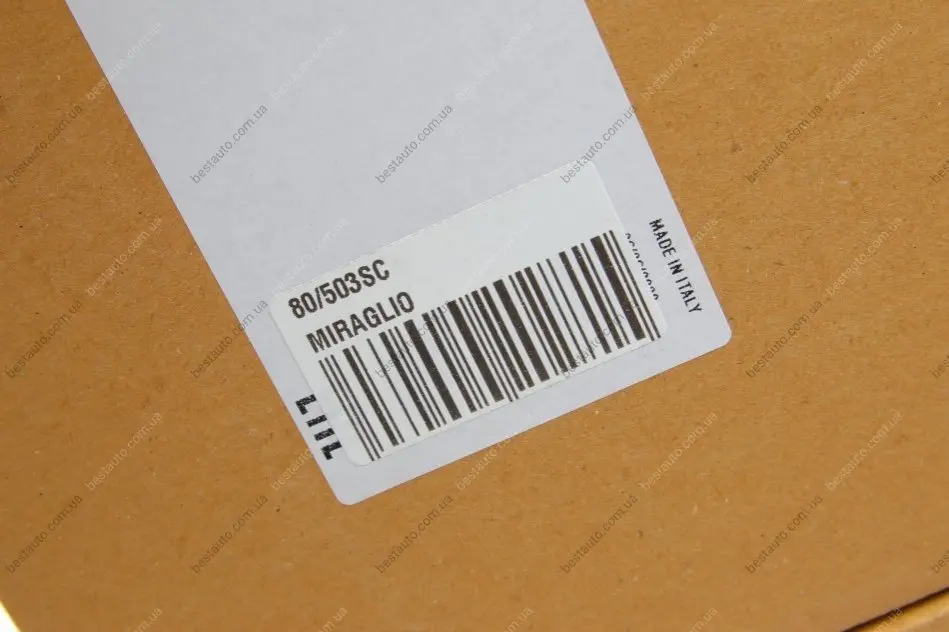 80/503SC
MIRAGLIO
MADE IN ITALY
bestauto.com.ua